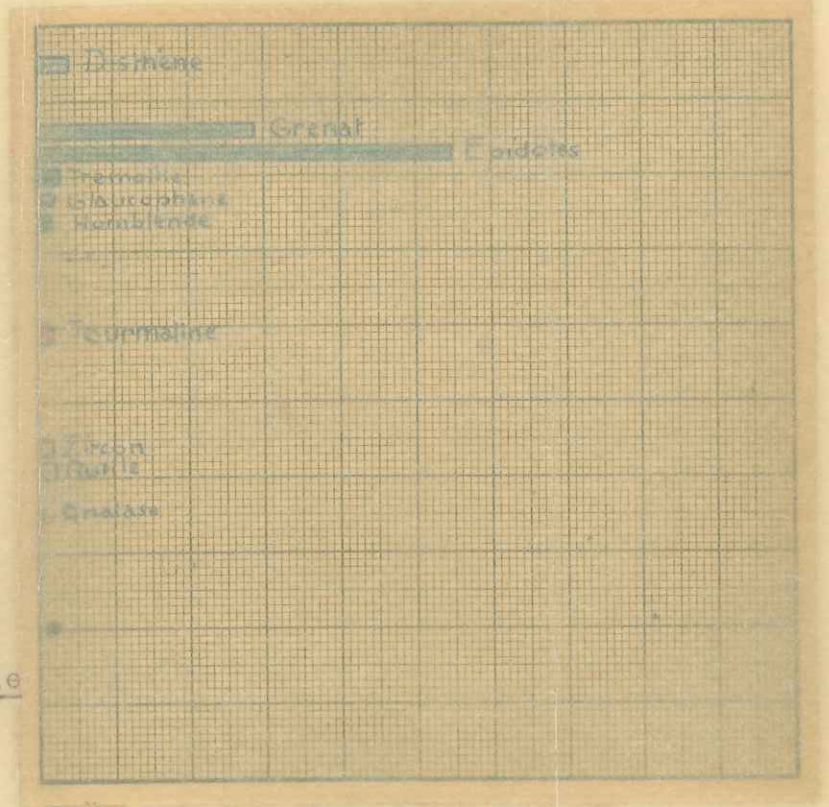 Disthène
Grenat
Epidotes
Trémolite
Glaucophane
Hornblende
Tourmaline
Zircon
Rutile
Anatase
e